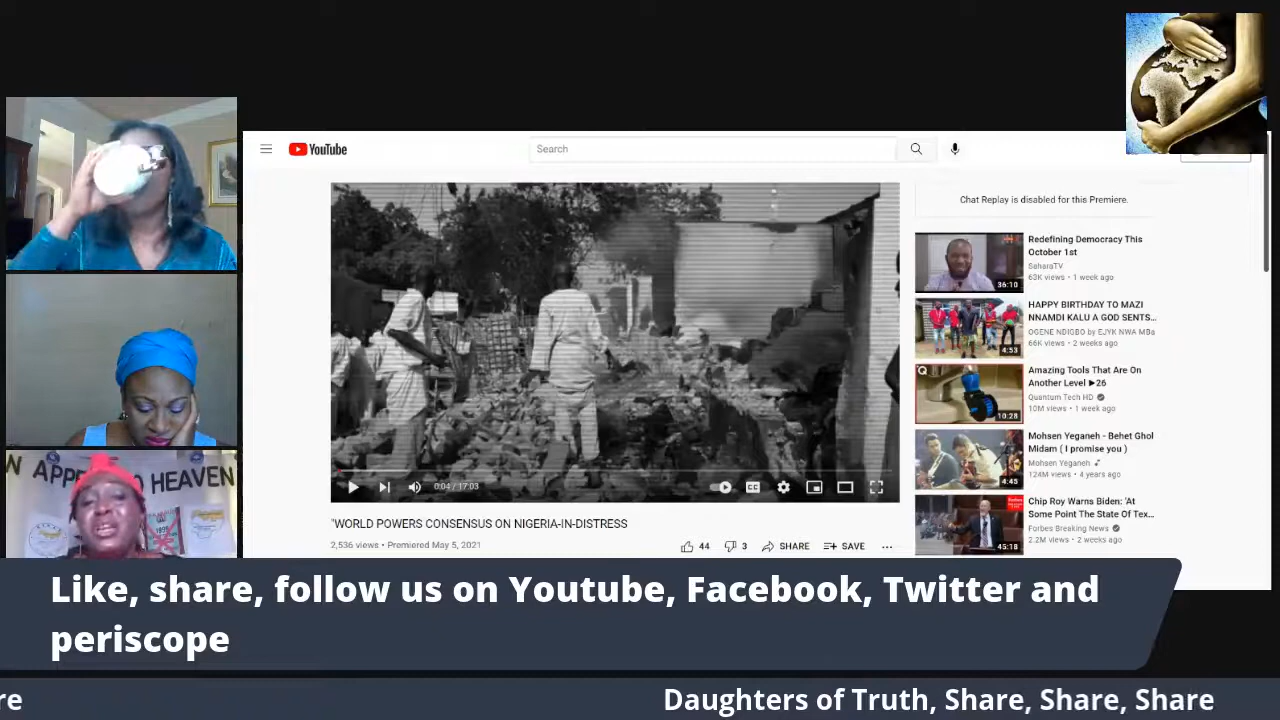 YouTube
Search
Chat Replay is disabled for this Premiere.
Redefining Democracy This
October 1st
SaharaTV
63K views • 1 week ago
36:10
HAPPY BIRTHDAY TO MAZI
NNAMDI KALU A GOD SENTS…
OGENE NDIGBO by EJYK NWA MBa
66K views • 2 weeks ago
4:53
Amazing Tools That Are On
Another Level ►26
Quantum Tech HD
10M views • 1 week ago
10:28
Mohsen Yeganeh - Behet Ghol
Midam ( I promise you )
Mohsen Yeganeh
124M views • 4 years ago
4:45
Chip Roy Warns Biden: 'At
Some Point The State Of Tex…
Forbes Breaking News
2.2M views • 2 weeks ago
45:18
0:04 / 17:03
CC
"WORLD POWERS CONSENSUS ON NIGERIA-IN-DISTRESS
2,536 views • Premiered May 5, 2021
44
3
SHARE
SAVE
HEAVEN
Like, share, follow us on Youtube, Facebook, Twitter and
periscope
re
Daughters of Truth, Share, Share, Share